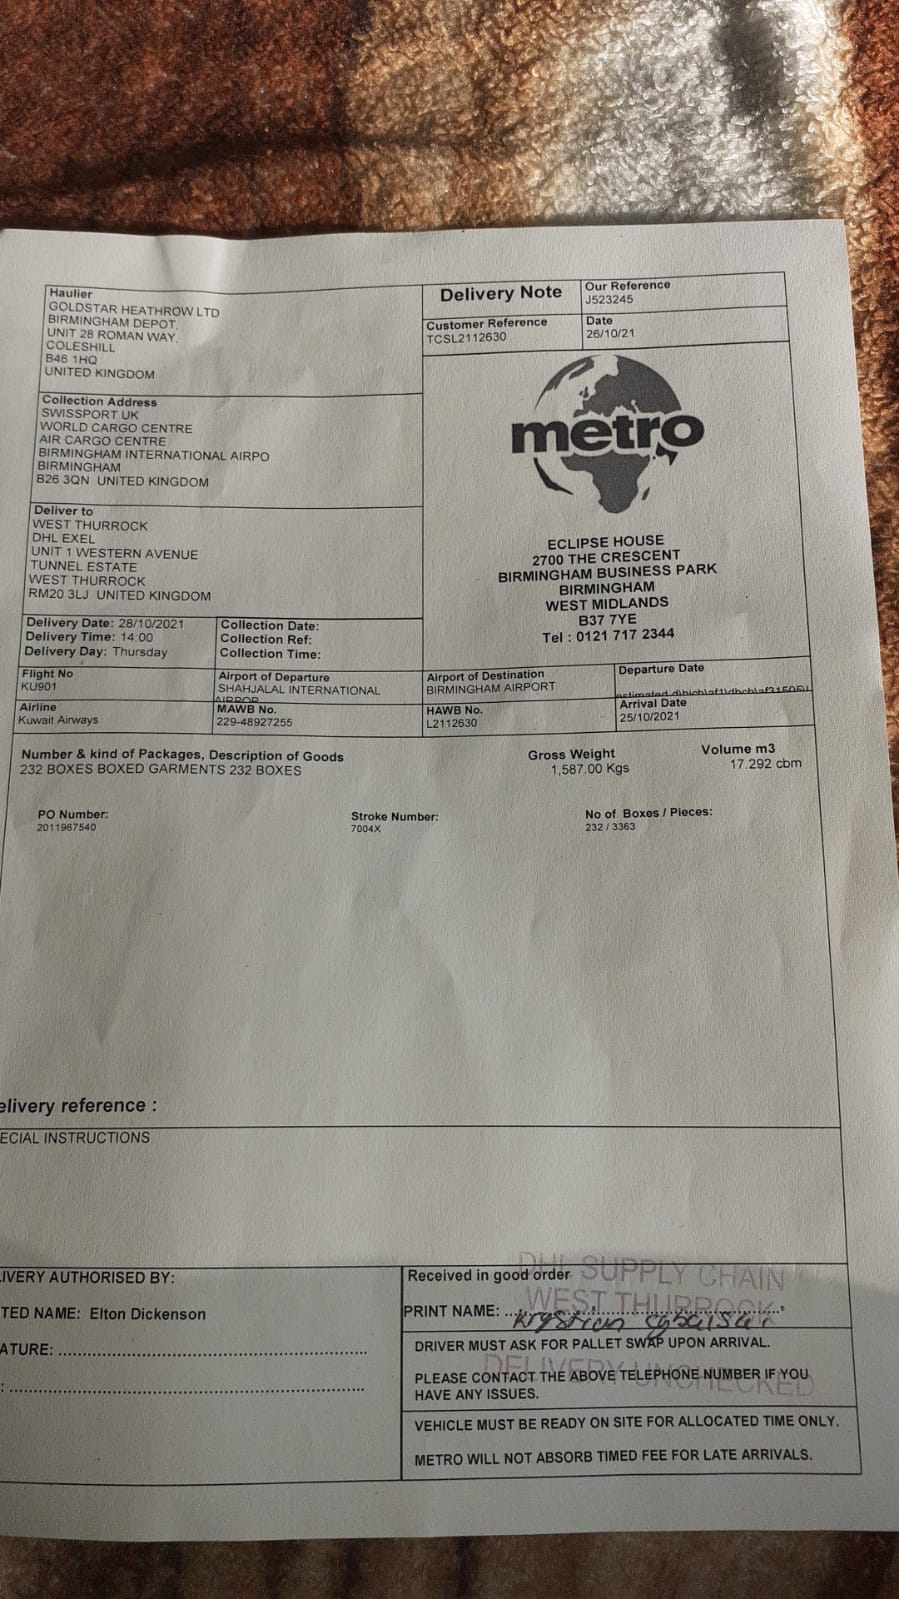 Haulier
GOLDSTAR HEATHROW LTD
BIRMINGHAM DEPOT,
UNIT 28 ROMAN WAY,
COLESHILL
B46 1HQ
UNITED KINGDOM
Delivery Note
Our Reference
J523245
Customer Reference
TCSL2112630
Date
26/10/21
Collection Address
SWISSPORT UK
WORLD CARGO CENTRE
AIR CARGO CENTRE
BIRMINGHAM INTERNATIONAL AIRPO
BIRMINGHAM
B26 3QN UNITED KINGDOM
metro
Deliver to
WEST THURROCK
DHL EXEL
UNIT 1 WESTERN AVENUE
TUNNEL ESTATE
WEST THURROCK
RM20 3LJ UNITED KINGDOM
ECLIPSE HOUSE
2700 THE CRESCENT
BIRMINGHAM BUSINESS PARK
BIRMINGHAM
WEST MIDLANDS
B37 7YE
Tel : 0121 717 2344
Delivery Date: 28/10/2021
Delivery Time: 14:00
Delivery Day: Thursday
Collection Date:
Collection Ref:
Collection Time:
Flight No
KU901
Airport of Departure
SHAHJALAL INTERNATIONAL
Airport of Destination
BIRMINGHAM AIRPORT
Departure Date
Airline
Kuwait Airways
MAWB No.
229-48927255
HAWB No.
L2112630
Arrival Date
25/10/2021
Number & kind of Packages, Description of Goods
232 BOXES BOXED GARMENTS 232 BOXES
Gross Weight
1,587.00 Kgs
Volume m3
17.292 cbm
PO Number:
2011967540
Stroke Number:
7004X
No of Boxes / Pieces:
232 / 3363
elivery reference :
ECIAL INSTRUCTIONS
IVERY AUTHORISED BY:
TED NAME: Elton Dickenson
ATURE:
Received in good order
DHL SUPPLY CHAIN
WEST THURROCK
PRINT NAME: Krystian
DRIVER MUST ASK FOR PALLET SWAP UPON ARRIVAL.
DELIVERY UNCHECKED
PLEASE CONTACT THE ABOVE TELEPHONE NUMBER IF YOU
HAVE ANY ISSUES.
VEHICLE MUST BE READY ON SITE FOR ALLOCATED TIME ONLY.
METRO WILL NOT ABSORB TIMED FEE FOR LATE ARRIVALS.